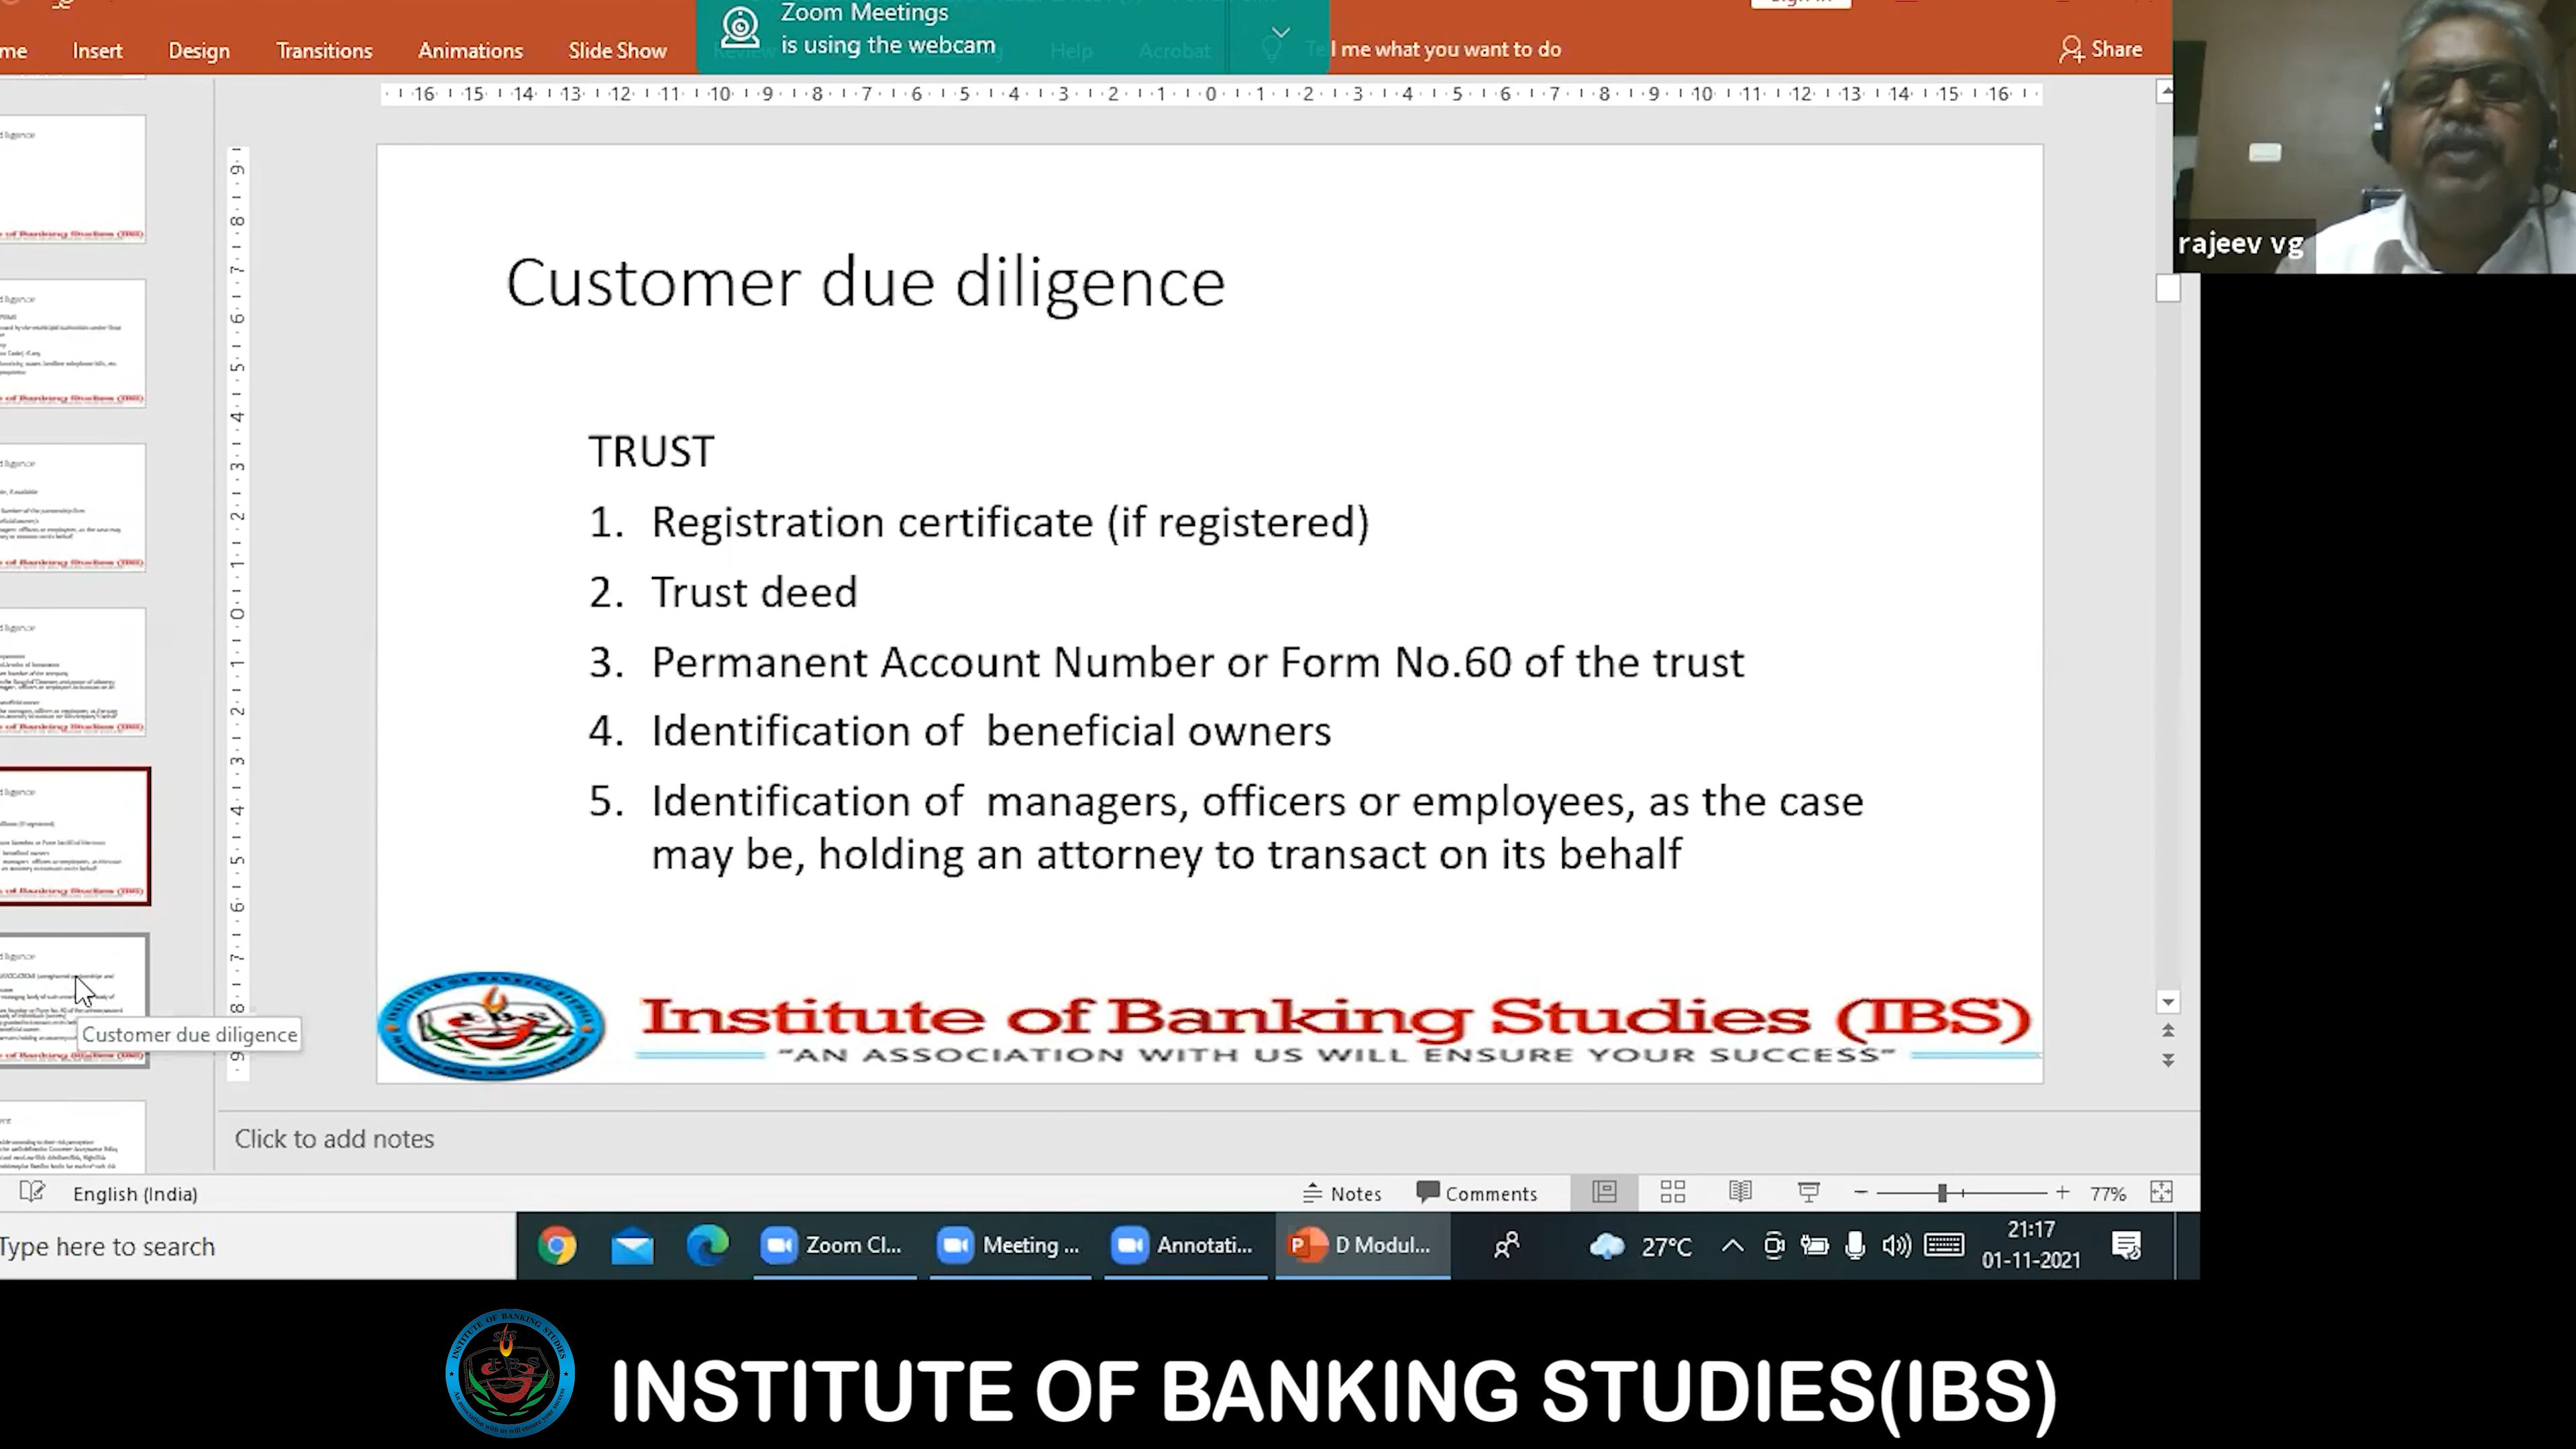 Zoom Meetings
is using the webcam
Insert
Design
Transitions
Animations
Slide Show
Help
Acrobat
l me what you want to do
Share
rajeev vg
Customer due diligence
TRUST
1. Registration certificate (if registered)
2. Trust deed
3. Permanent Account Number or Form No.60 of the trust
4. Identification of beneficial owners
5. Identification of managers, officers or employees, as the case
may be, holding an attorney to transact on its behalf
Institute of Banking Studies (IBS)
"AN ASSOCIATION WITH US WILL ENSURE YOUR SUCCESS"
Customer due diligence
Click to add notes
English (India)
Notes
Comments
77%
Type here to search
Zoom Cl...
Meeting ...
Annotati...
D Modul...
27°C
21:17
01-11-2021
INSTITUTE OF BANKING STUDIES
INSTITUTE OF BANKING STUDIES(IBS)